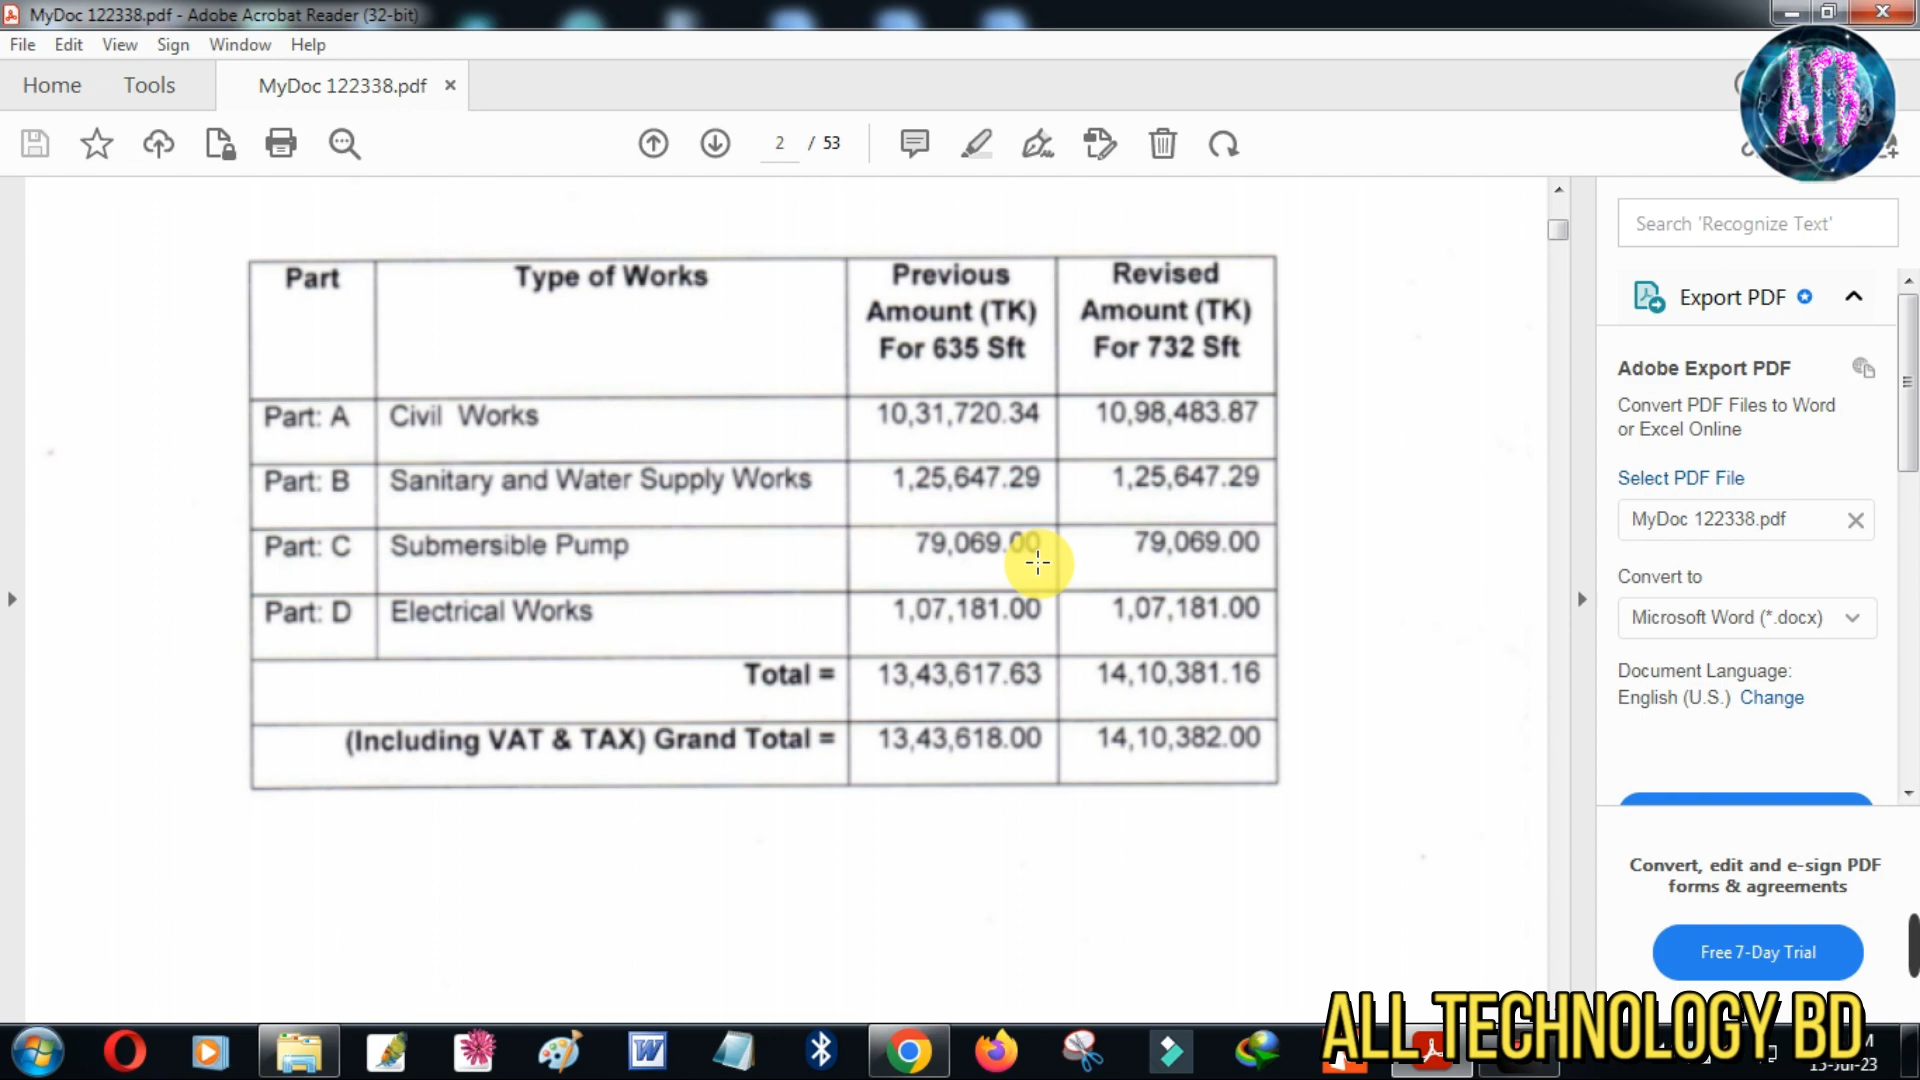 MyDoc 122338.pdf - Adobe Acrobat Reader (32-bit)
File Edit View Sign Window Help
Home Tools MyDoc 122338.pdf
2 / 53
Part Type of Works Previous Amount (TK) For 635 Sft Revised Amount (TK) For 732 Sft
Part: A Civil Works 10,31,720.34 10,98,483.87
Part: B Sanitary and Water Supply Works 1,25,647.29 1,25,647.29
Part: C Submersible Pump 79,069.00 79,069.00
Part: D Electrical Works 1,07,181.00 1,07,181.00
Total = 13,43,617.63 14,10,381.16
(Including VAT & TAX) Grand Total = 13,43,618.00 14,10,382.00
Search 'Recognize Text'
Export PDF
Adobe Export PDF
Convert PDF Files to Word
or Excel Online
Select PDF File
MyDoc 122338.pdf
Convert to
Microsoft Word (*.docx)
Document Language:
English (U.S.) Change
Convert, edit and e-sign PDF
forms & agreements
Free 7-Day Trial
ALL TECHNOLOGY BD